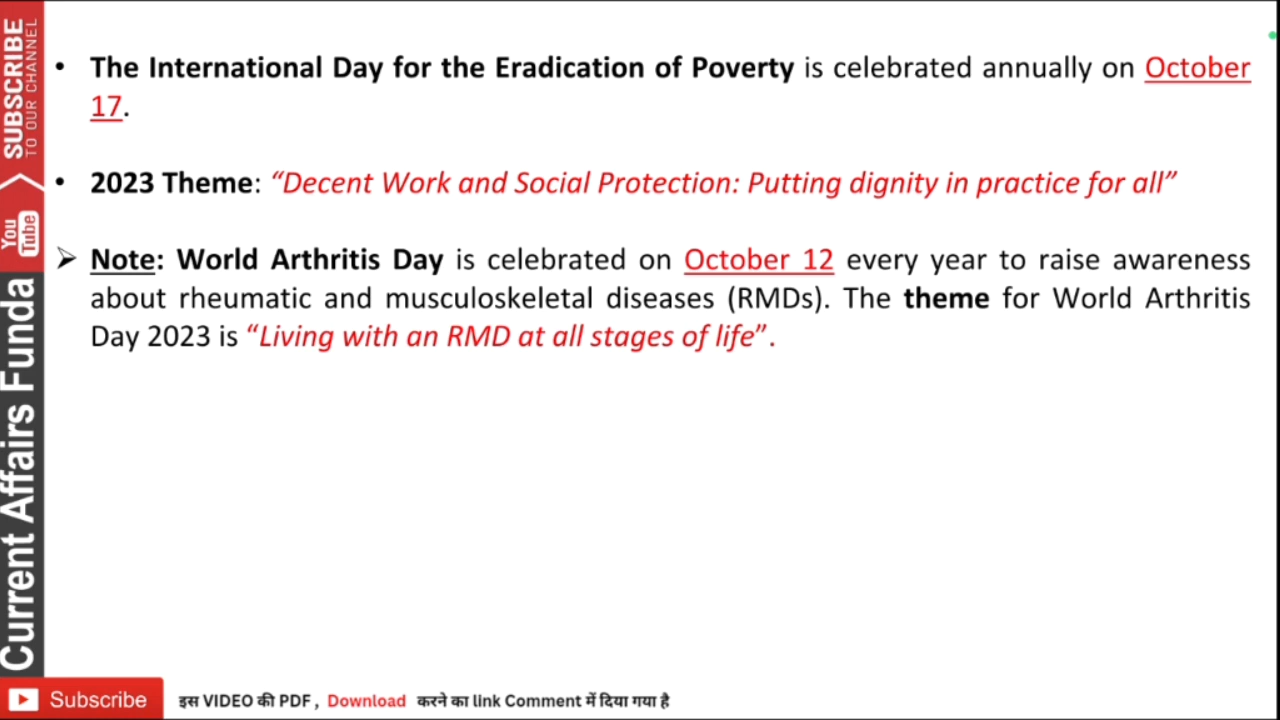 • The International Day for the Eradication of Poverty is celebrated annually on October
17.
• 2023 Theme: “Decent Work and Social Protection: Putting dignity in practice for all”
➢ Note: World Arthritis Day is celebrated on October 12 every year to raise awareness
about rheumatic and musculoskeletal diseases (RMDs). The theme for World Arthritis
Day 2023 is “Living with an RMD at all stages of life”.
SUBSCRIBE
TO OUR CHANNEL
You
Tube
Current Affairs Funda
Subscribe
इस VIDEO की PDF , Download करने का link Comment में दिया गया है